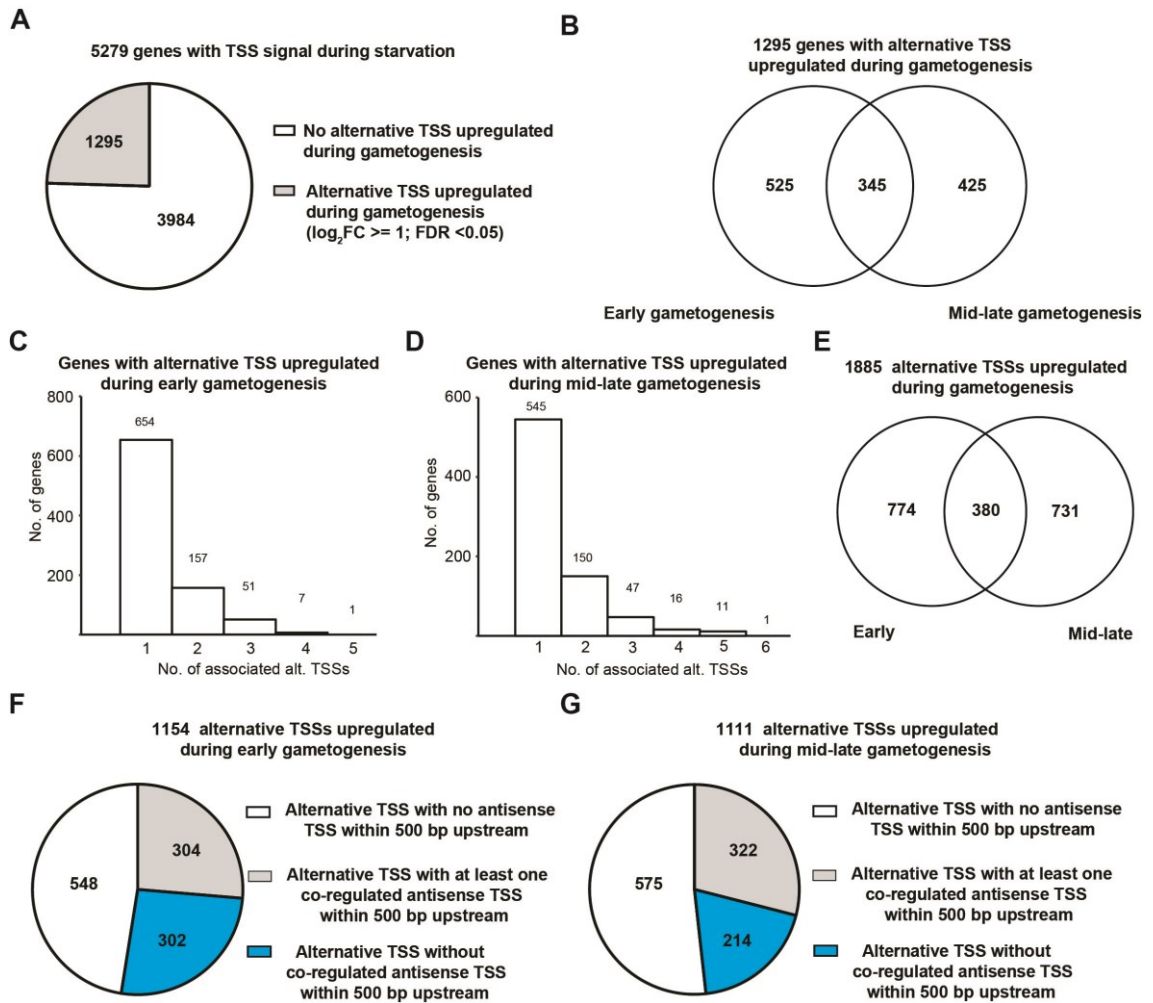 A
5279 genes with TSS signal during starvation
1295
3984
No alternative TSS upregulated
during gametogenesis
Alternative TSS upregulated
during gametogenesis
(log2FC >= 1; FDR <0.05)
B
1295 genes with alternative TSS
upregulated during gametogenesis
525
345
425
Early gametogenesis
Mid-late gametogenesis
C
Genes with alternative TSS upregulated
during early gametogenesis
No. of genes
800
600
400
200
654
157
51
7
1
1
2
3
4
5
No. of associated alt. TSSs
D
Genes with alternative TSS upregulated
during mid-late gametogenesis
No. of genes
600
400
200
545
150
47
16
11
1
1
2
3
4
5
6
No. of associated alt. TSSs
E
1885 alternative TSSs upregulated
during gametogenesis
774
380
731
Early
Mid-late
F
1154 alternative TSSs upregulated
during early gametogenesis
548
304
302
Alternative TSS with no antisense
TSS within 500 bp upstream
Alternative TSS with at least one
co-regulated antisense TSS
within 500 bp upstream
Alternative TSS without
co-regulated antisense TSS
within 500 bp upstream
G
1111 alternative TSSs upregulated
during mid-late gametogenesis
575
322
214
Alternative TSS with no antisense
TSS within 500 bp upstream
Alternative TSS with at least one
co-regulated antisense TSS
within 500 bp upstream
Alternative TSS without
co-regulated antisense TSS
within 500 bp upstream